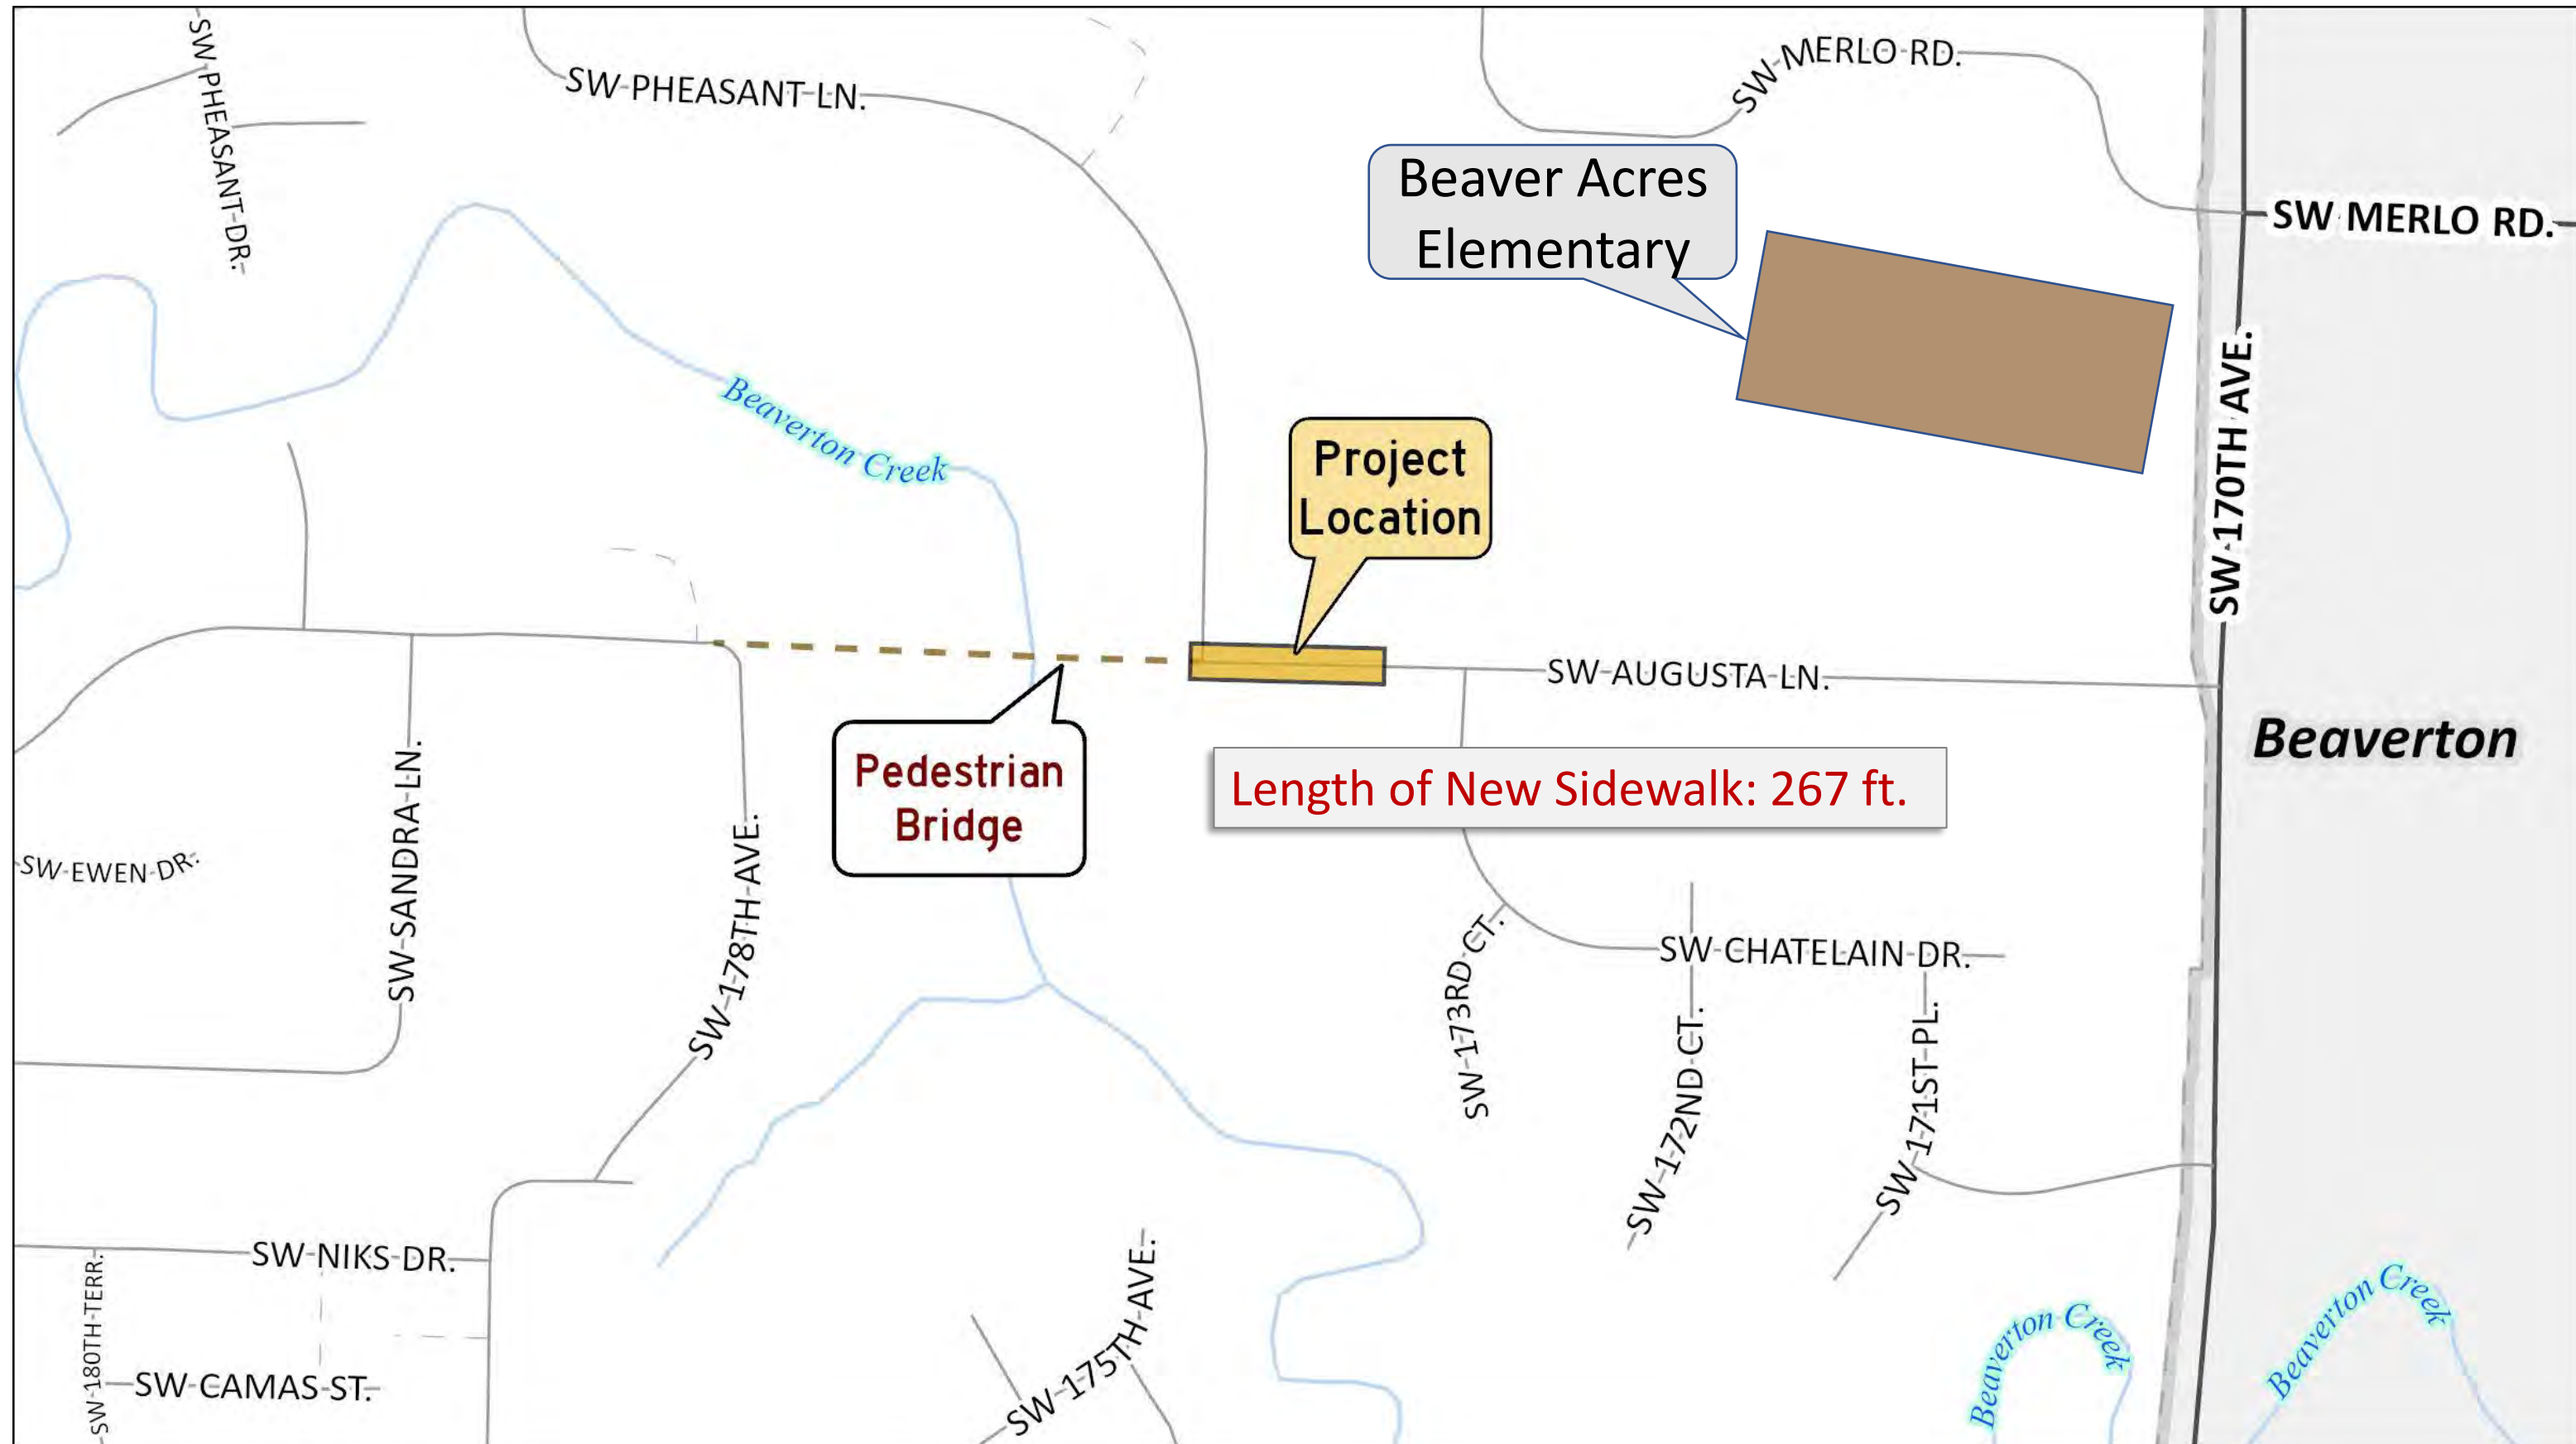 SW PHEASANT DR.
SW PHEASANT LN.
SW MERLO RD.
Beaver Acres
Elementary
SW MERLO RD.
Beaverton Creek
Project
Location
SW 170TH AVE.
SW AUGUSTA LN.
Beaverton
Pedestrian
Bridge
Length of New Sidewalk: 267 ft.
SW EWEN DR.
SW SANDRA LN.
SW 178TH AVE.
SW 173RD CT.
SW CHATELAIN DR.
SW 172ND CT.
SW 171ST PL.
SW NIKS DR.
SW 180TH TERR.
SW CAMAS ST.
SW 175TH AVE.
Beaverton Creek
Beaverton Creek